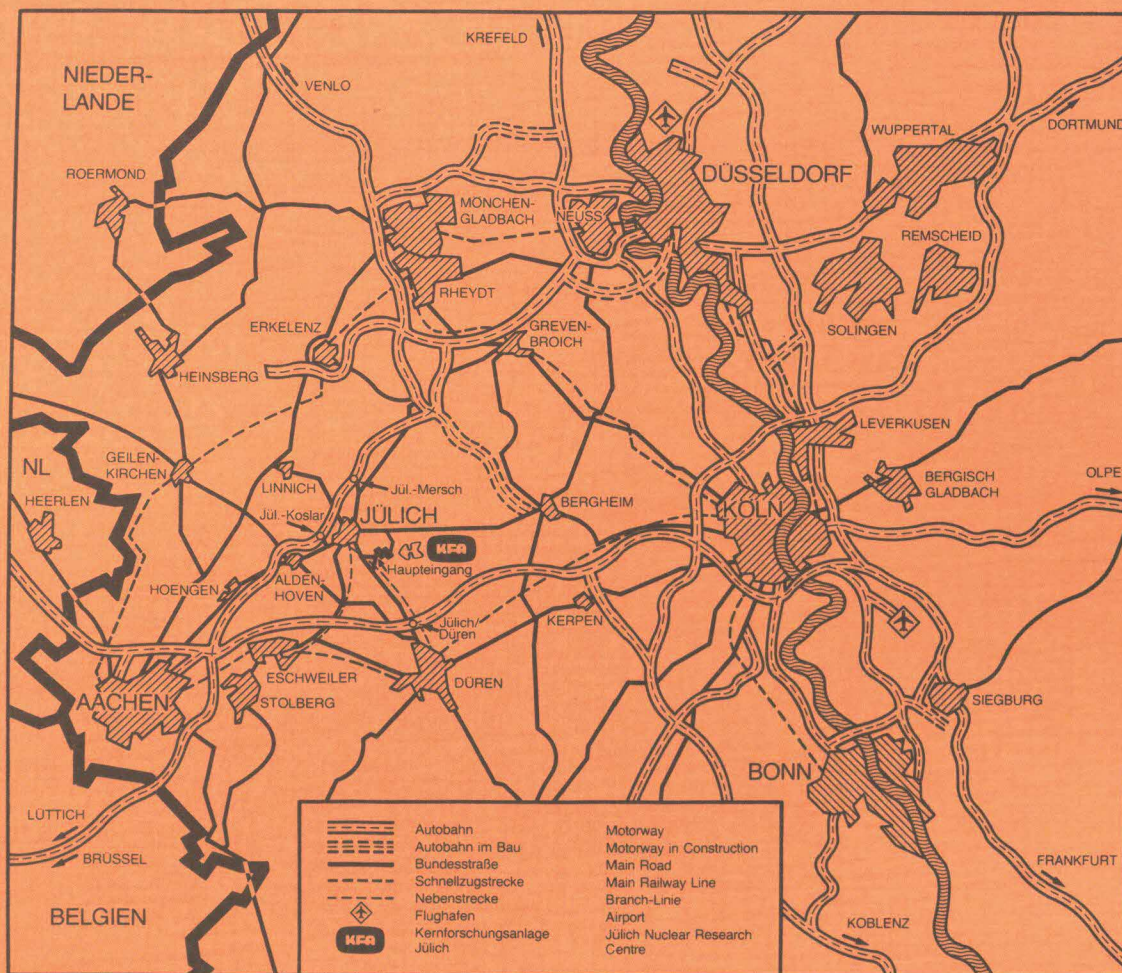 KREFELD
NIEDER-
LANDE
VENLO
DORTMUND
WUPPERTAL
ROERMOND
DÜSSELDORF
MÖNCHEN-
GLADBACH
NEUSS
REMSCHEID
RHEYDT
SOLINGEN
ERKELENZ
GREVEN-
BROICH
HEINSBERG
LEVERKUSEN
GEILEN-
KIRCHEN
NL
LINNICH
HEERLEN
Jül.-Mersch
BERGISCH
GLADBACH
OLPE
BERGHEIM
KÖLN
Jül.-Koslar
JÜLICH
KFA
Haupteingang
HOENGEN
ALDEN-
HOVEN
KERPEN
Jülich/
Düren
ESCHWEILER
DÜREN
AACHEN
STOLBERG
SIEGBURG
BONN
LÜTTICH
BRÜSSEL
FRANKFURT
BELGIEN
KOBLENZ
Autobahn Motorway
Autobahn im Bau Motorway in Construction
Bundesstraße Main Road
Schnellzugstrecke Main Railway Line
Nebenstrecke Branch-Linie
Flughafen Airport
KFA Kernforschungsanlage Jülich Nuclear Research
Jülich Centre